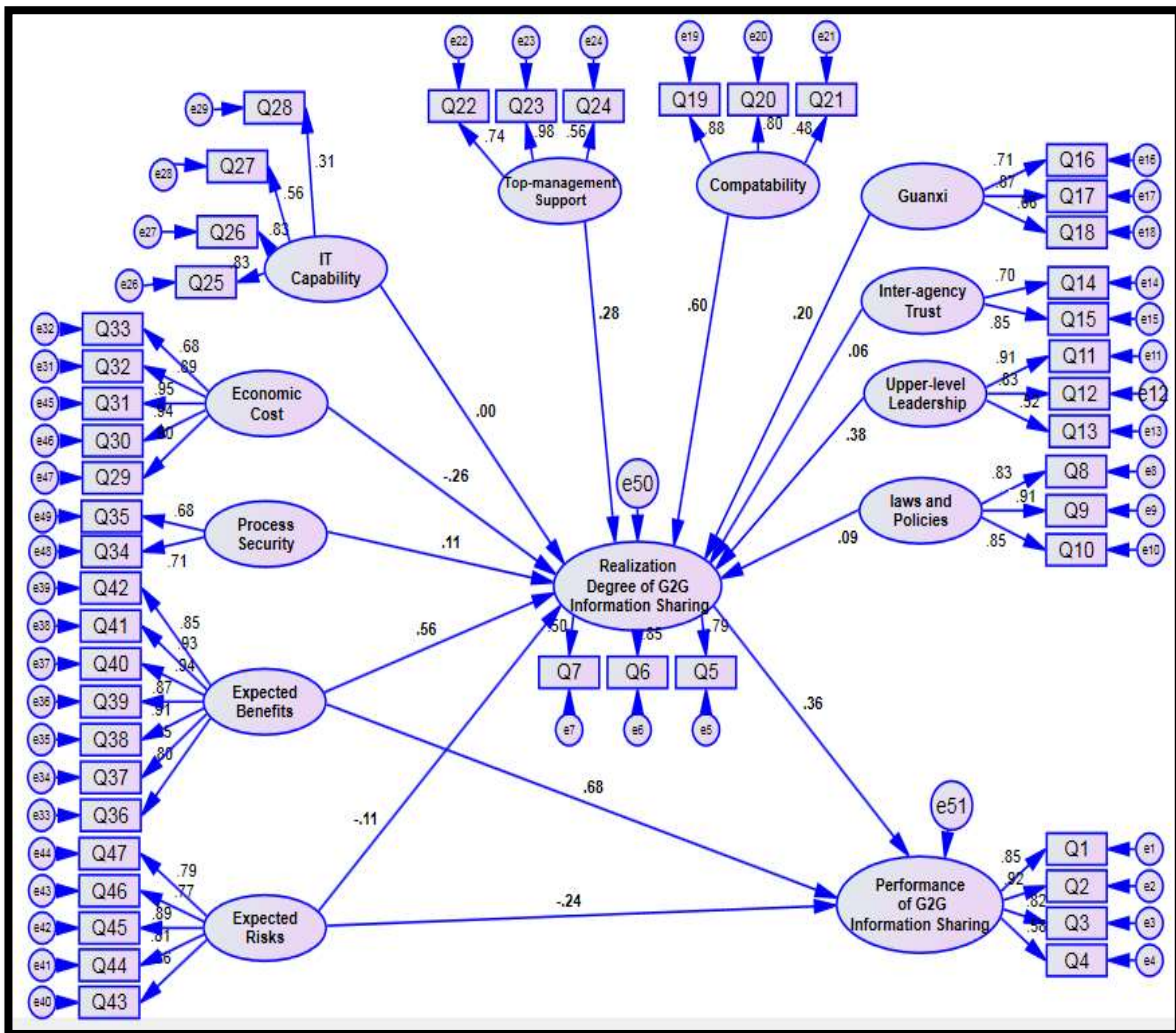 e22
e23
e24
e19
e20
e21
Q22
Q23
Q24
Q19
Q20
Q21
.74
.98
.56
.88
.80
.48
Top-management
Support
Compatability
e29
Q28
.31
e28
Q27
.56
e27
Q26
.83
e26
Q25
.83
IT
Capability
Guanxi
.71
Q16
e16
.87
Q17
e17
Q18
e18
Inter-agency
Trust
.70
Q14
e14
.85
Q15
e15
Upper-level
Leadership
.91
Q11
e11
.83
Q12
e12
Q13
e13
laws and
Policies
.83
Q8
e8
.91
Q9
e9
.85
Q10
e10
e32
Q33
.68
e31
Q32
.89
e45
Q31
.95
e46
Q30
.94
e47
Q29
Economic
Cost
e49
Q35
.68
e48
Q34
.71
Process
Security
e39
Q42
.85
e38
Q41
.93
e37
Q40
.94
e36
Q39
.87
e35
Q38
.91
e34
Q37
e33
Q36
.80
Expected
Benefits
e44
Q47
.79
e43
Q46
.77
e42
Q45
.89
e41
Q44
.81
e40
Q43
Expected
Risks
.00
.28
.60
.20
.06
.38
.09
-.26
.11
.56
-.11
e50
Realization
Degree of G2G
Information Sharing
.50
.85
.79
Q7
Q6
Q5
e7
e6
e5
.36
.68
-.24
e51
Performance
of G2G
Information Sharing
.85
Q1
e1
.92
Q2
e2
.82
Q3
e3
Q4
e4